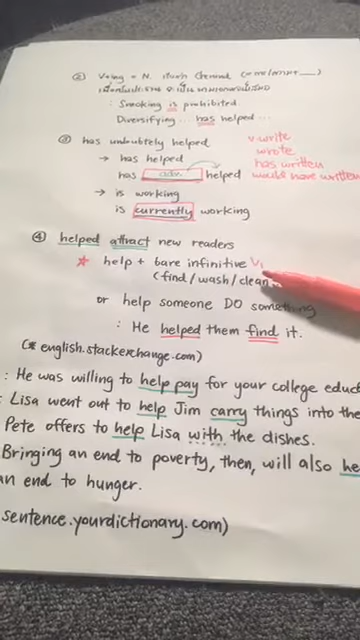 ② V+ing = N.
: Smoking is prohibited
Diversifying ... has helped ...
③ has undoubtely helped
→ has helped
has adv. helped
→ is working
is currently working
v. write
wrote
has written
would have written
④ helped attract new readers
★ help + bare infinitive V1
(find/wash/clean
or help someone DO something
: He helped them find it.
(* english.stackexchange.com)
: He was willing to help pay for your college educ
: Lisa went out to help Jim carry things into the
Pete offers to help Lisa with the dishes.
Bringing an end to poverty, then, will also he
an end to hunger.
sentence.yourdictionary.com)